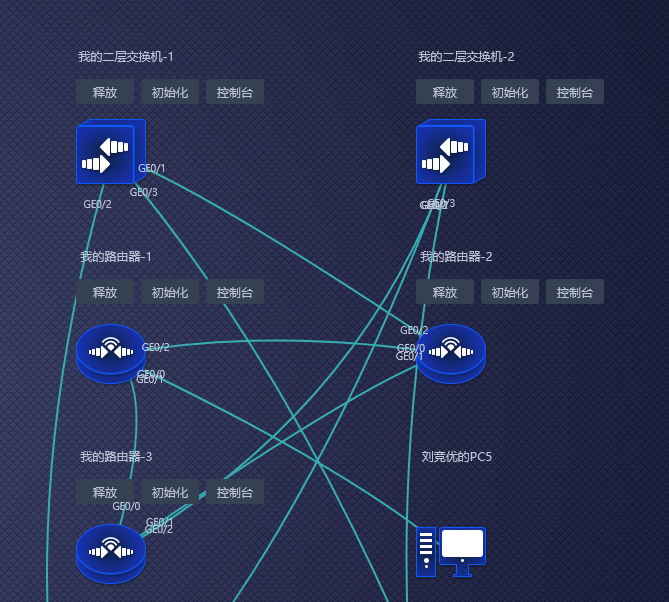 我的二层交换机-1
我的二层交换机-2
释放 初始化 控制台
释放 初始化 控制台
GE0/1
GE0/3
GE0/2
GE0/3
我的路由器-1
我的路由器-2
释放 初始化 控制台
释放 初始化 控制台
GE0/2
GE0/0
GE0/1
GE0/2
GE0/0
GE0/1
我的路由器-3
刘竞优的PC5
释放 初始化 控制台
GE0/0
GE0/1
GE0/2